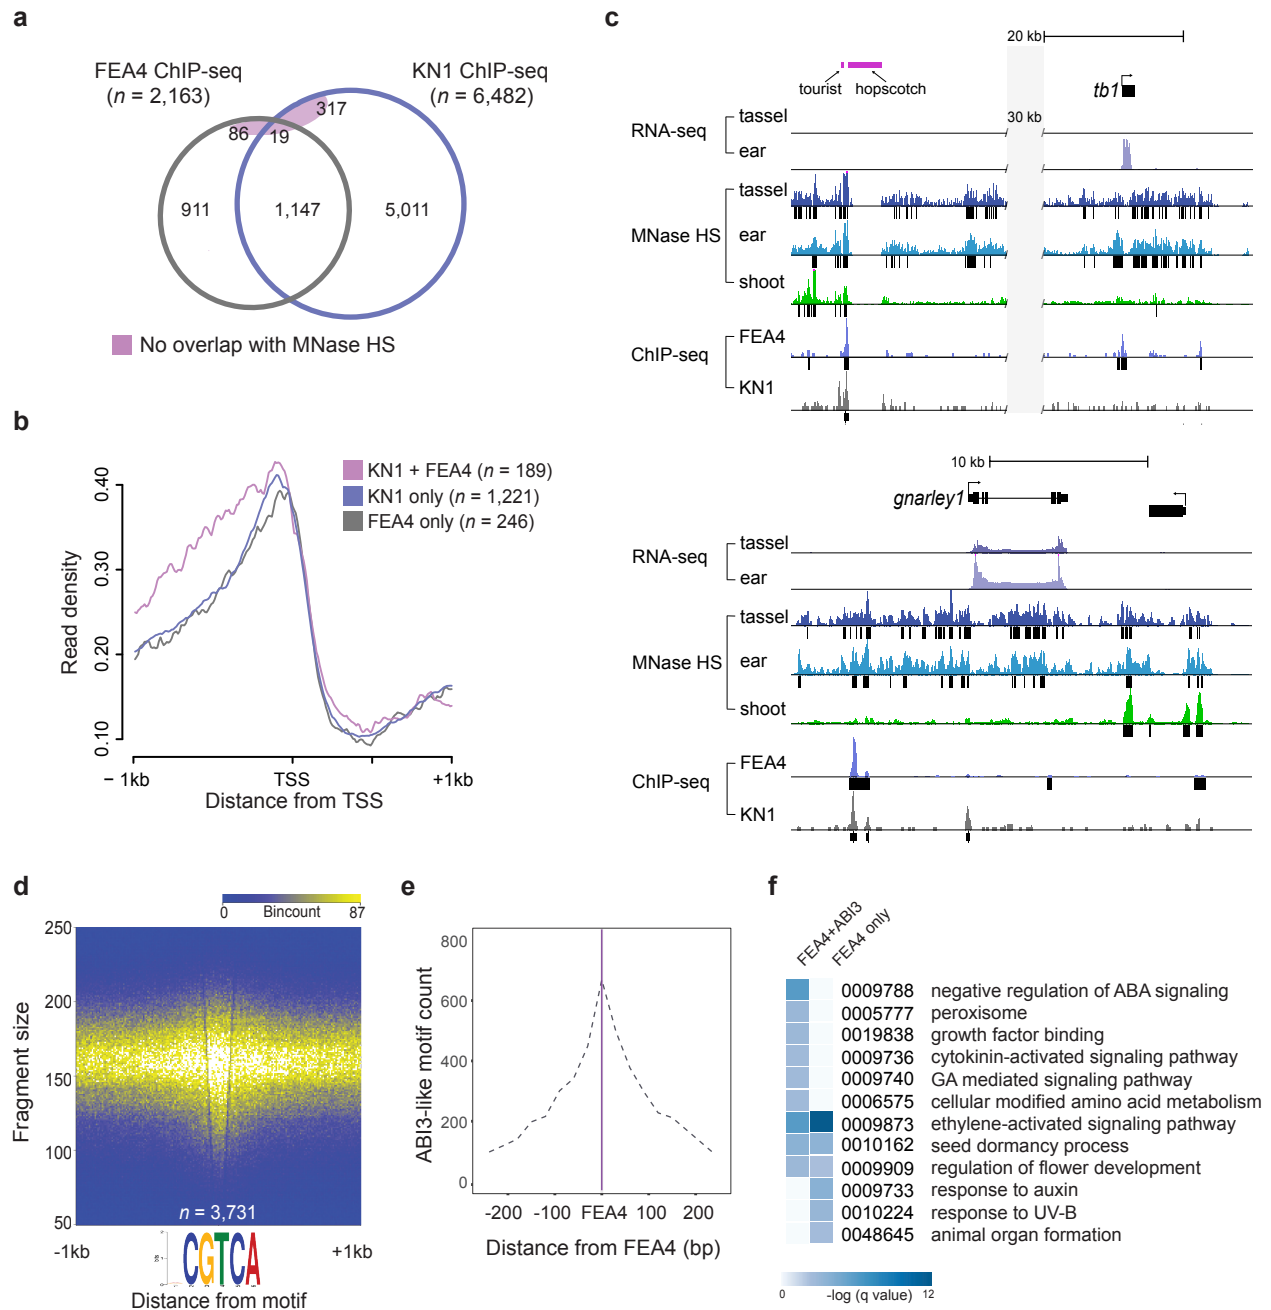 a
FEA4 ChIP-seq
(n = 2,163)
KN1 ChIP-seq
(n = 6,482)
317
86
19
911
1,147
5,011
No overlap with MNase HS
b
KN1 + FEA4 (n = 189)
KN1 only (n = 1,221)
FEA4 only (n = 246)
Read density
0.40
0.30
0.20
0.10
− 1kb
TSS
+1kb
Distance from TSS
c
20 kb
tourist
hopscotch
tb1
30 kb
RNA-seq
tassel
ear
MNase HS
tassel
ear
shoot
ChIP-seq
FEA4
KN1
10 kb
gnarley1
RNA-seq
tassel
ear
MNase HS
tassel
ear
shoot
ChIP-seq
FEA4
KN1
d
0
Bincount
87
Fragment size
250
200
150
100
50
n = 3,731
-1kb
+1kb
CGTCA
Distance from motif
e
ABI3-like motif count
800
600
400
200
0
-200
-100
FEA4
100
200
Distance from FEA4 (bp)
f
FEA4+ABI3
FEA4 only
0009788 negative regulation of ABA signaling
0005777 peroxisome
0019838 growth factor binding
0009736 cytokinin-activated signaling pathway
0009740 GA mediated signaling pathway
0006575 cellular modified amino acid metabolism
0009873 ethylene-activated signaling pathway
0010162 seed dormancy process
0009909 regulation of flower development
0009733 response to auxin
0010224 response to UV-B
0048645 animal organ formation
0
-log (q value)
12